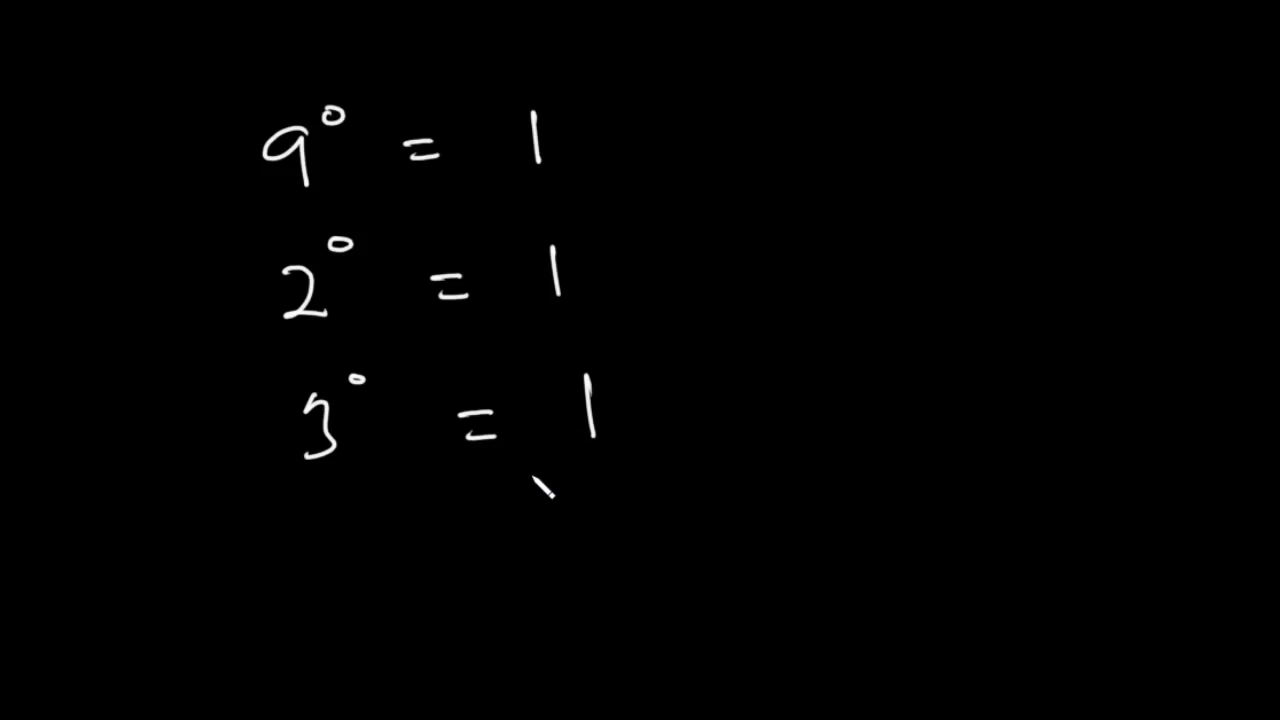 9⁰ = 1
2⁰ = 1
3⁰ = 1